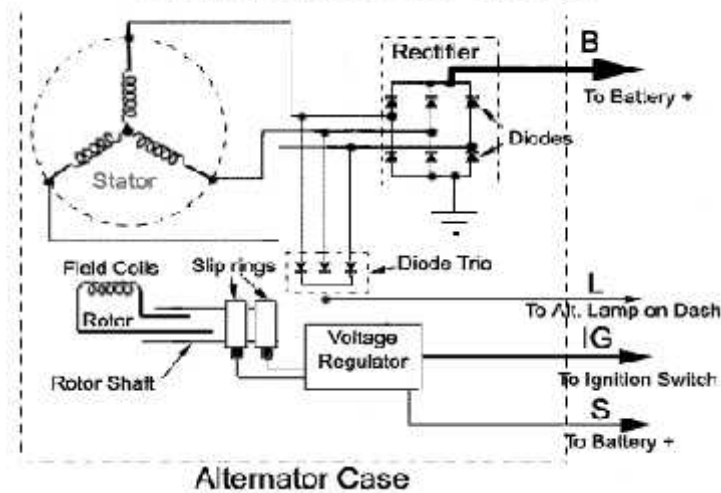 B
Rectifier
To Battery +
Diodes
Stator
Field Coils
Slip rings
Diode Trio
L
To Alt. Lamp on Dash
Rotor
Voltage
Regulator
IG
To Ignition Switch
Rotor Shaft
S
To Battery +
Alternator Case